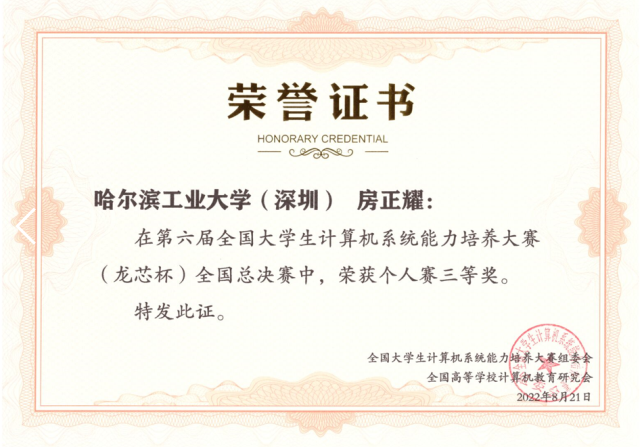 荣誉证书
HONORARY CREDENTIAL
哈尔滨工业大学（深圳） 房正耀：
在第六届全国大学生计算机系统能力培养大赛
（龙芯杯）全国总决赛中，荣获个人赛三等奖。
特发此证。
全国大学生计算机系统能力培养大赛组委会
全国高等学校计算机教育研究会
2022年8月21日